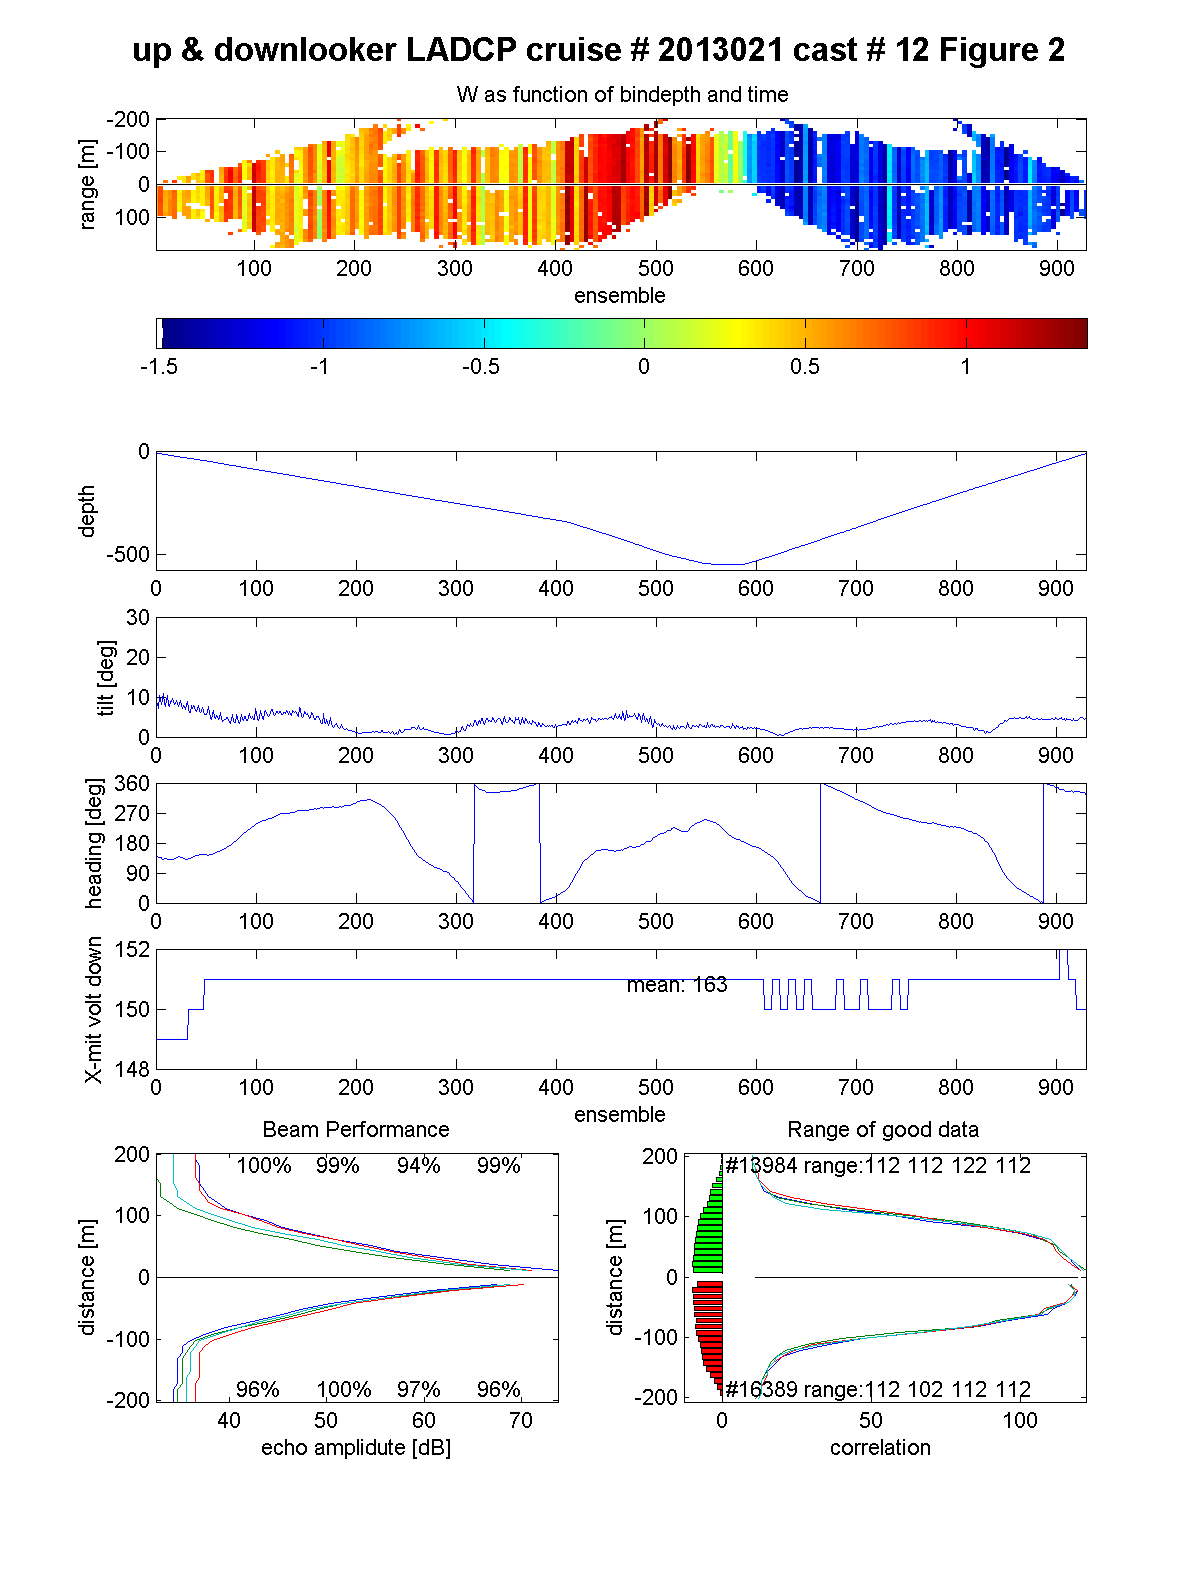 up & downlooker LADCP cruise # 2013021 cast # 12 Figure 2
W as function of bindepth and time
range [m]
-200
-100
0
100
100 200 300 400 500 600 700 800 900
ensemble
-1.5 -1 -0.5 0 0.5 1
depth
0
-500
0 100 200 300 400 500 600 700 800 900
tilt [deg]
30
20
10
0
0 100 200 300 400 500 600 700 800 900
heading [deg]
360
270
180
90
0
0 100 200 300 400 500 600 700 800 900
X-mit volt down
152
150
148
mean: 163
0 100 200 300 400 500 600 700 800 900
ensemble
Beam Performance
distance [m]
200
100
0
-100
-200
100% 99% 94% 99%
96% 100% 97% 96%
40 50 60 70
echo amplidute [dB]
Range of good data
distance [m]
200
100
0
-100
-200
#13984 range:112 112 122 112
#16389 range:112 102 112 112
0 50 100
correlation